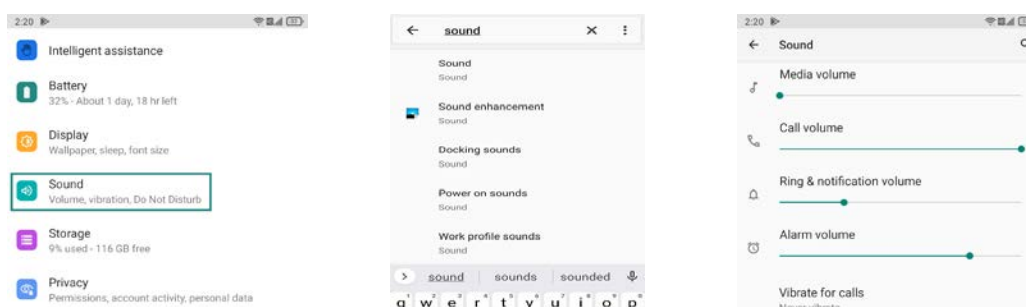 2:20
Intelligent assistance
Battery
32% - About 1 day, 18 hr left
Display
Wallpaper, sleep, font size
Sound
Volume, vibration, Do Not Disturb
Storage
9% used - 116 GB free
Privacy
Permissions, account activity, personal data
sound
Sound
Sound
Sound enhancement
Sound
Docking sounds
Sound
Power on sounds
Sound
Work profile sounds
Sound
sound sounds sounded
q w e r t y u i o p
2:20
Sound
Media volume
Call volume
Ring & notification volume
Alarm volume
Vibrate for calls
Never vibrate